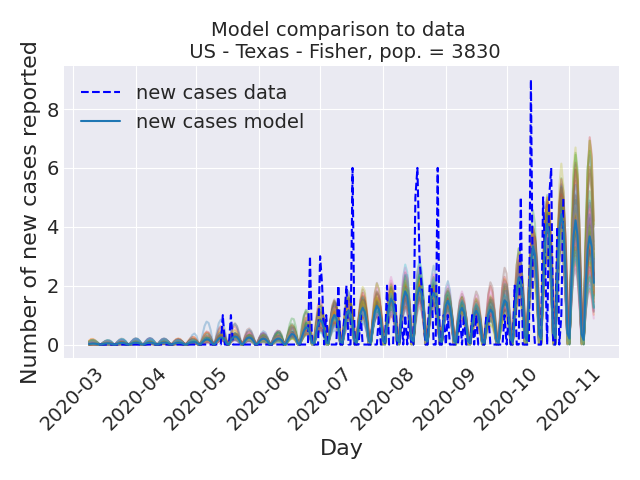 Model comparison to data
US - Texas - Fisher, pop. = 3830
Number of new cases reported
8
6
4
2
0
new cases data
new cases model
2020-03
2020-04
2020-05
2020-06
2020-07
2020-08
2020-09
2020-10
2020-11
Day